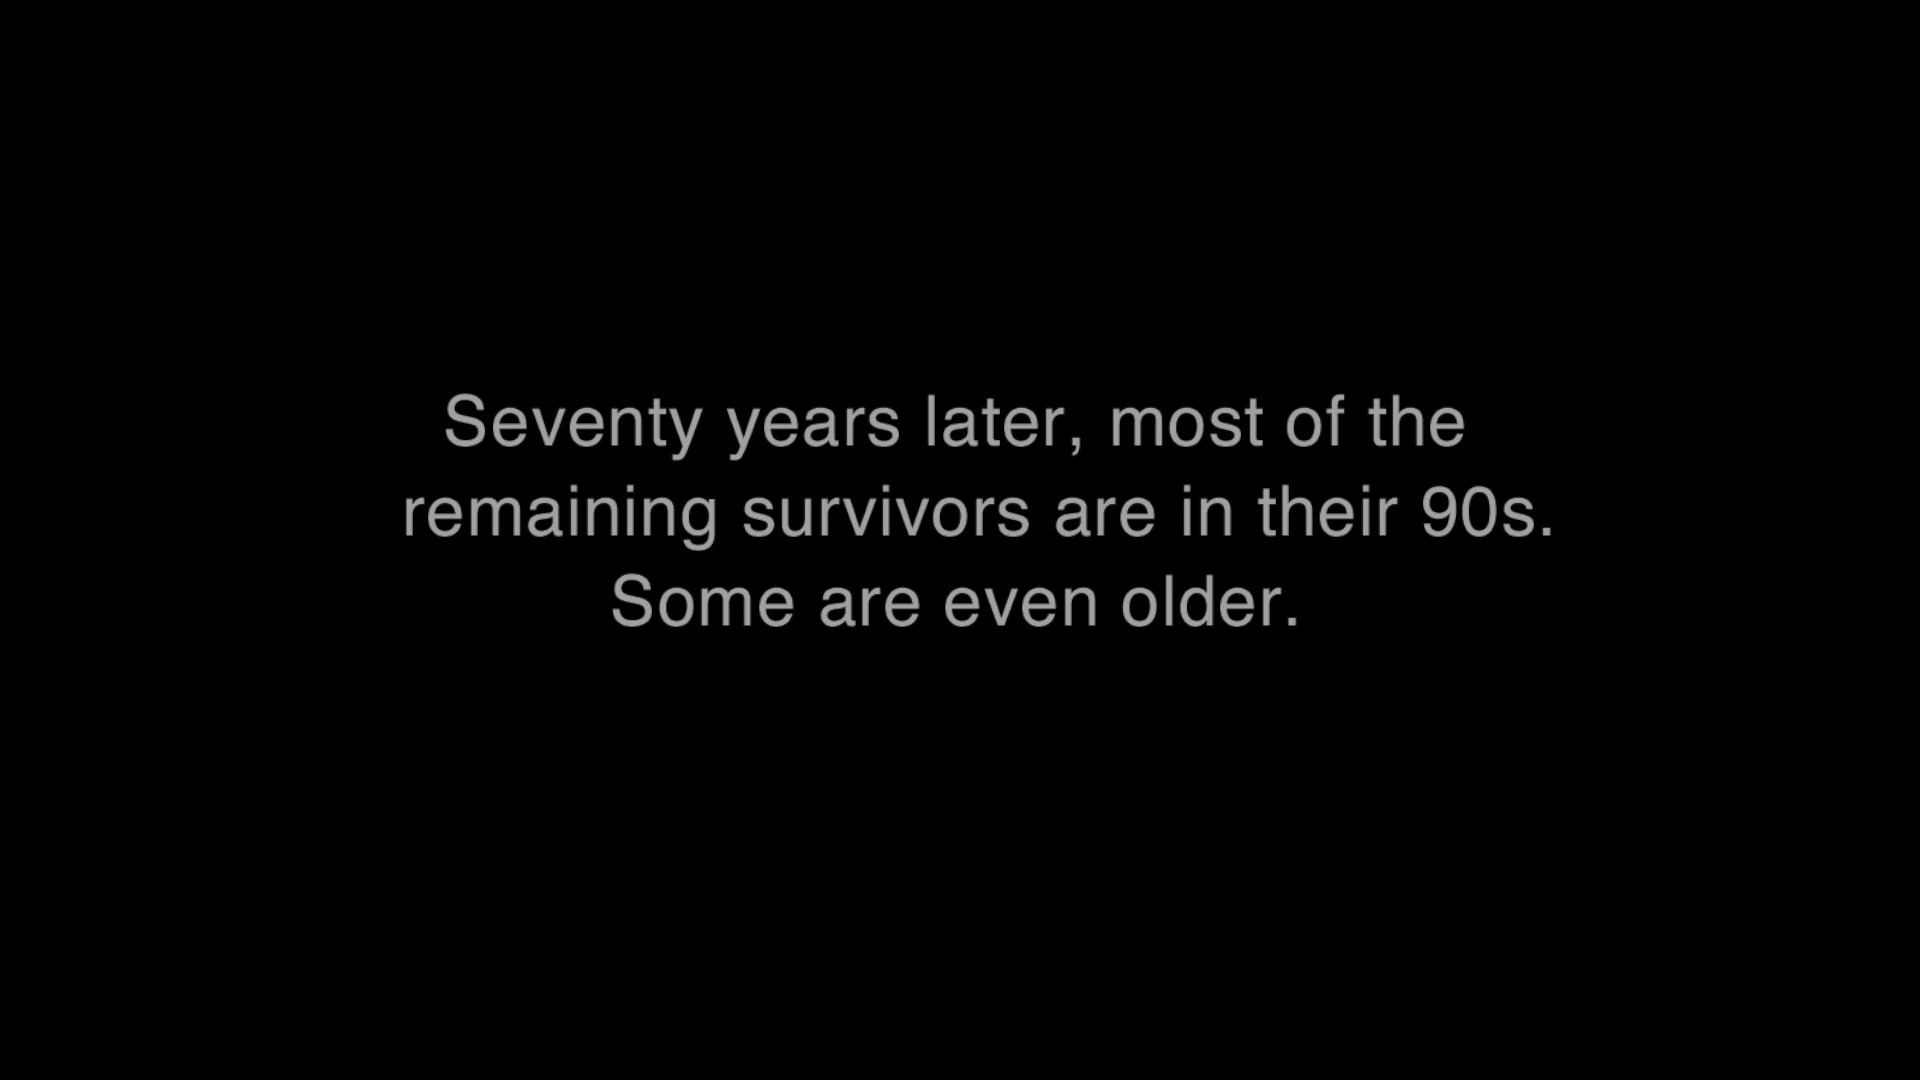 Seventy years later, most of the
remaining survivors are in their 90s.
Some are even older.